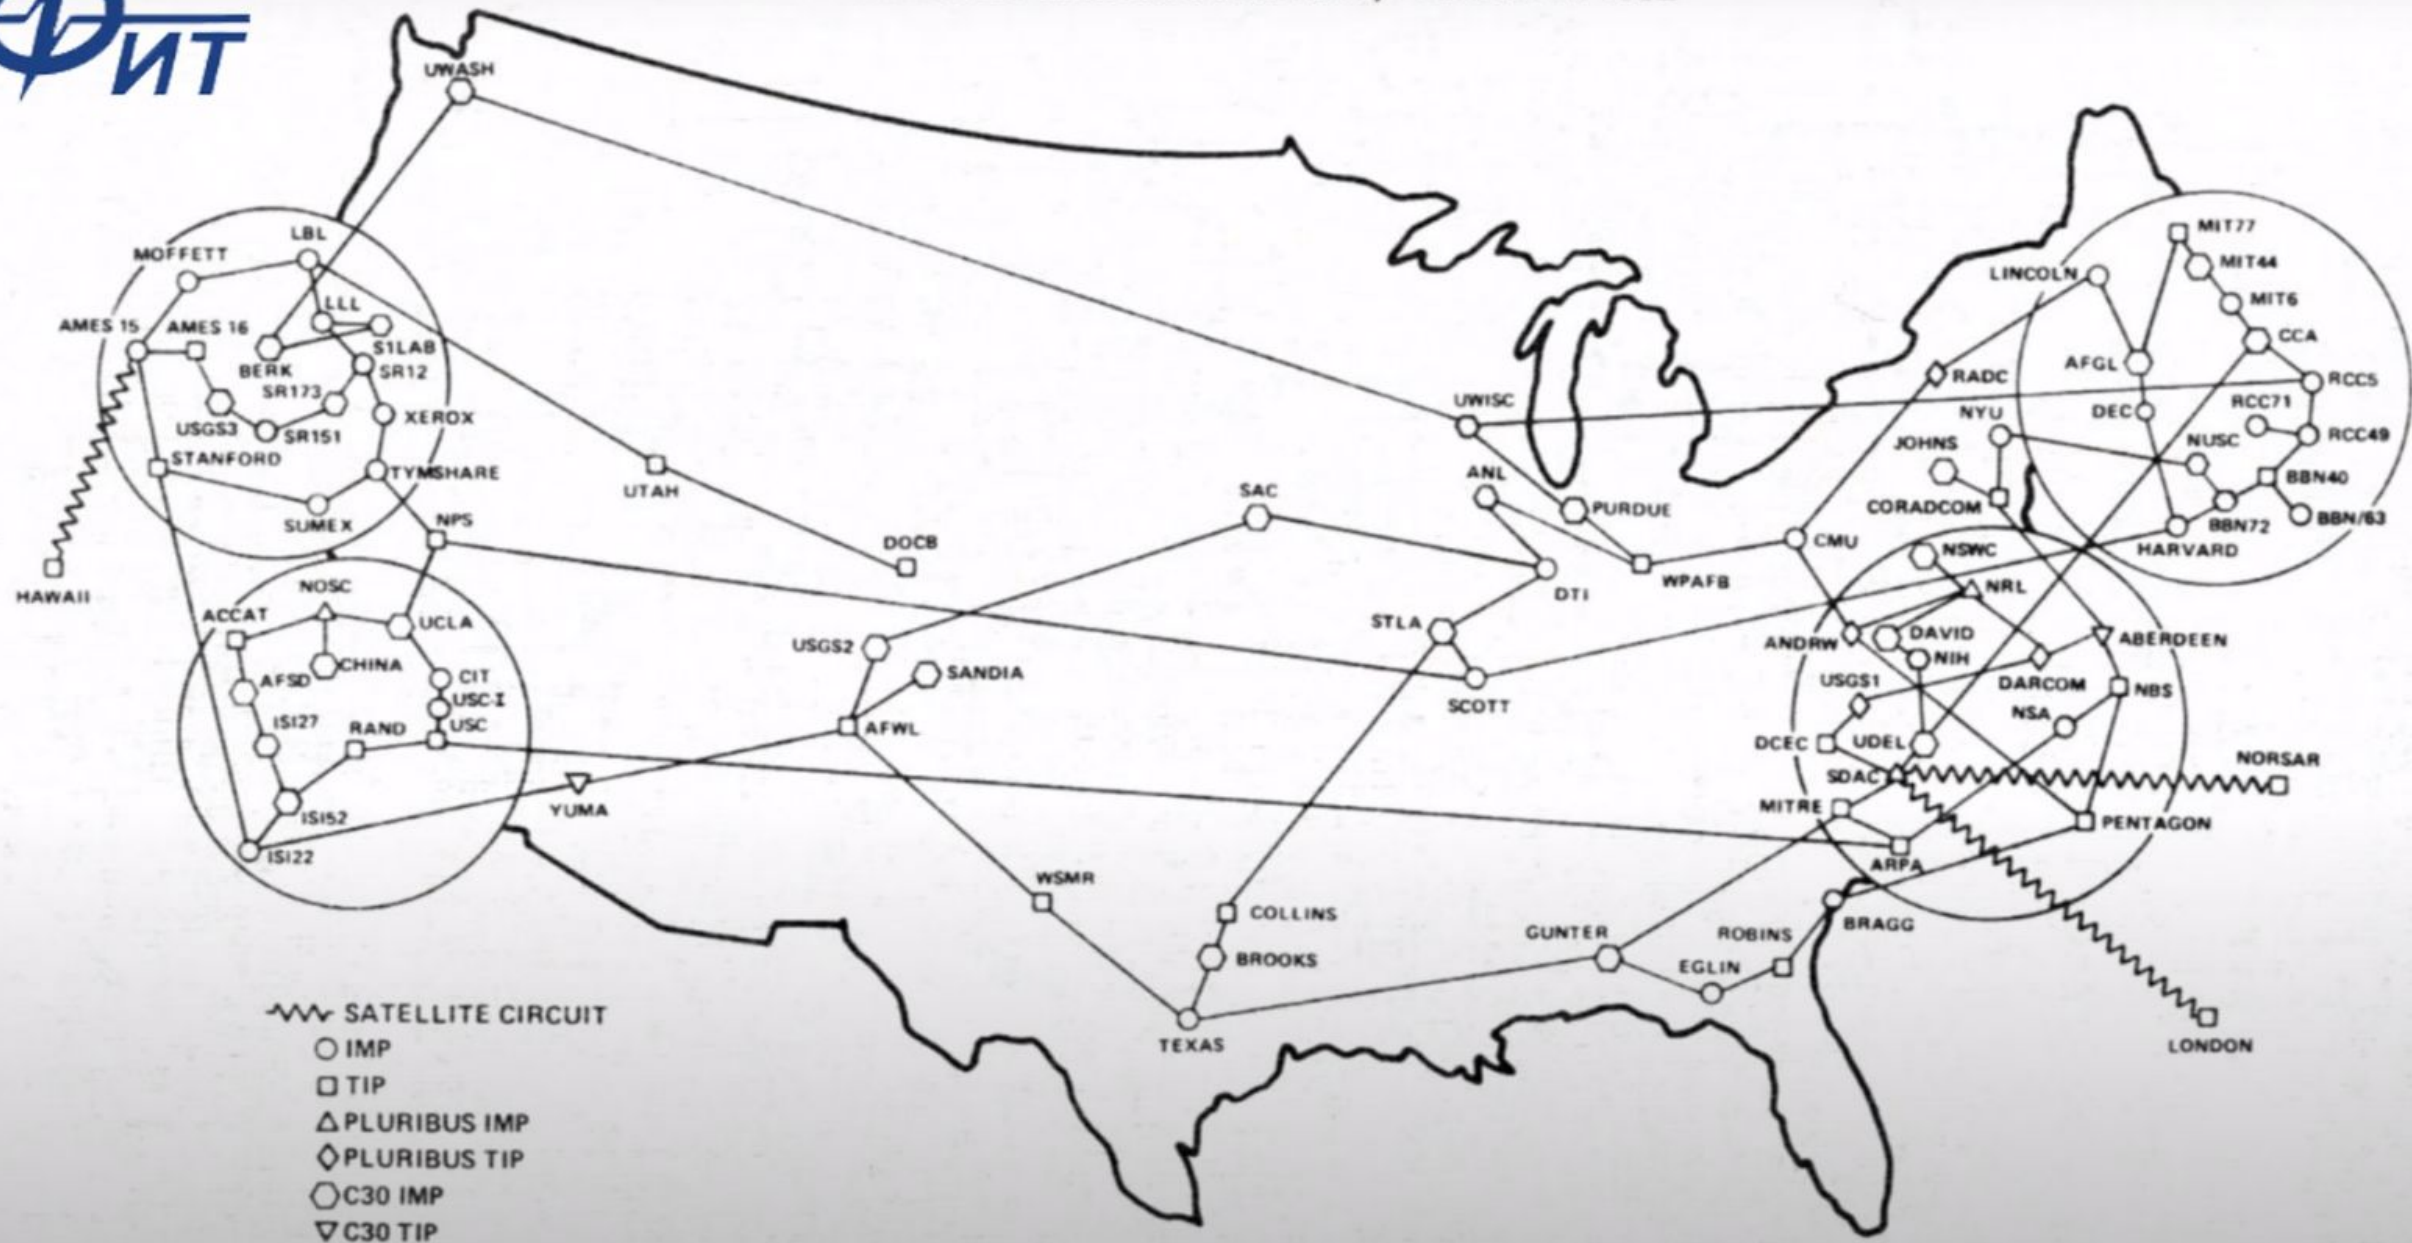 ФИТ
UWASH
LBL
MOFFETT
LLL
AMES 15
AMES 16
S1LAB
BERK
SR12
SR173
XEROX
USGS3
SR151
STANFORD
TYMSHARE
SUMEX
NPS
HAWAII
UTAH
DOCB
NOSC
ACCAT
UCLA
CHINA
AFSD
CIT
USC-I
ISI27
RAND
USC
ISI52
ISI22
YUMA
USGS2
SANDIA
AFWL
SAC
WSMR
COLLINS
BROOKS
TEXAS
UWISC
ANL
PURDUE
DTI
WPAFB
STLA
SCOTT
CMU
GUNTER
EGLIN
ROBINS
BRAGG
MIT77
LINCOLN
MIT44
MIT6
CCA
AFGL
RADC
RCC5
RCC71
DEC
NYU
RCC49
JOHNS
NUSC
BBN40
CORADCOM
BBN72
BBN/63
HARVARD
NSWC
NRL
ANDRW
DAVID
ABERDEEN
NIH
USGS1
DARCOM
NBS
NSA
DCEC
UDEL
SDAC
NORSAR
MITRE
PENTAGON
ARPA
LONDON
SATELLITE CIRCUIT
IMP
TIP
PLURIBUS IMP
PLURIBUS TIP
C30 IMP
C30 TIP